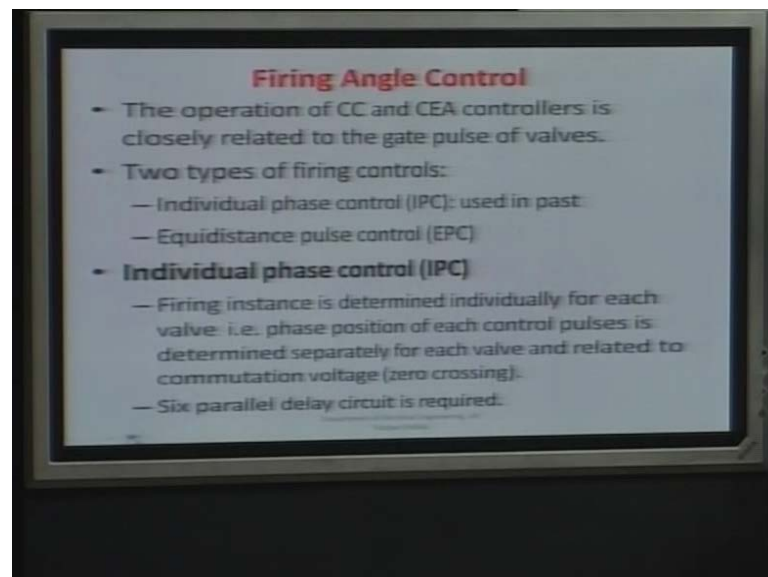 Firing Angle Control
• The operation of CC and CEA controllers is
closely related to the gate pulse of valves.
• Two types of firing controls:
— Individual phase control (IPC): used in past
— Equidistance pulse control (EPC)
• Individual phase control (IPC)
— Firing instance is determined individually for each
valve i.e. phase position of each control pulses is
determined separately for each valve and related to
commutation voltage (zero crossing).
— Six parallel delay circuit is required.